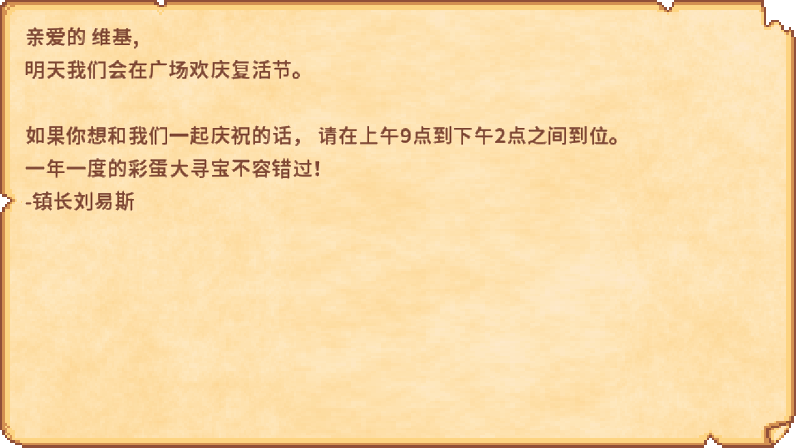 亲爱的 维基,
明天我们会在广场欢庆复活节。
如果你想和我们一起庆祝的话， 请在上午9点到下午2点之间到位。
一年一度的彩蛋大寻宝不容错过!
-镇长刘易斯